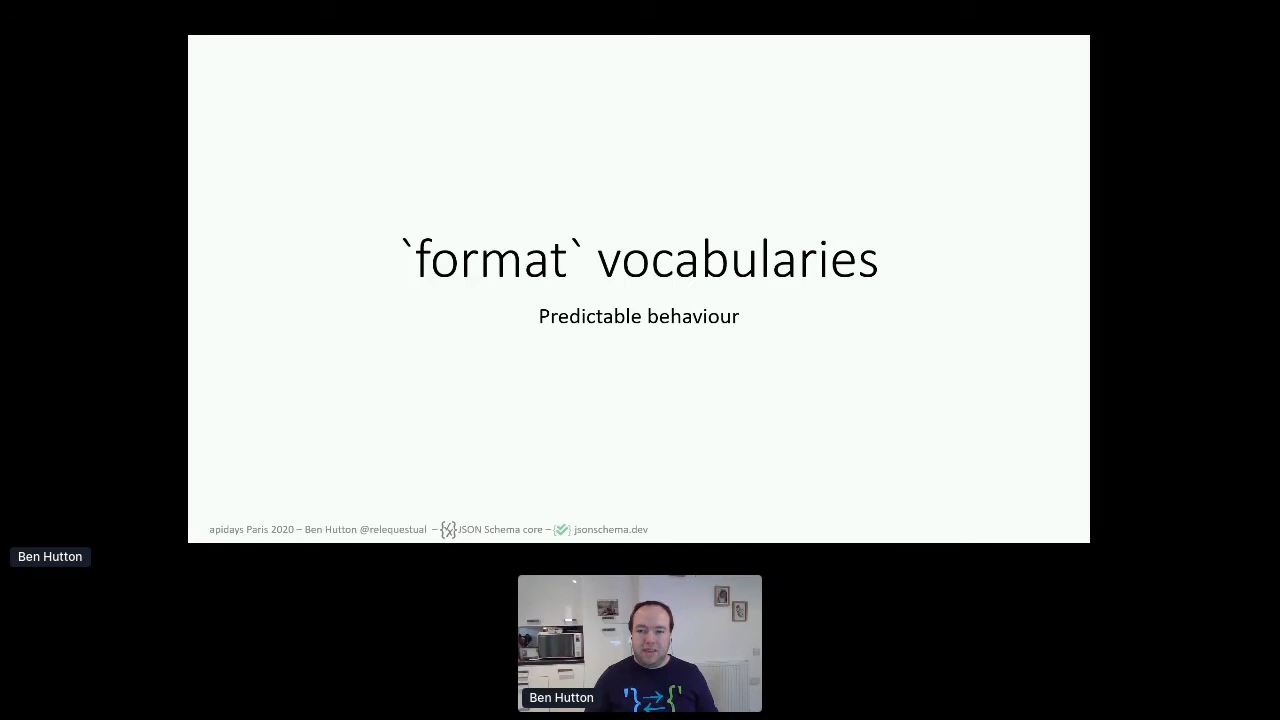 `format` vocabularies
Predictable behaviour
apidays Paris 2020 – Ben Hutton @relequestual – JSON Schema core – jsonschema.dev
Ben Hutton
Ben Hutton